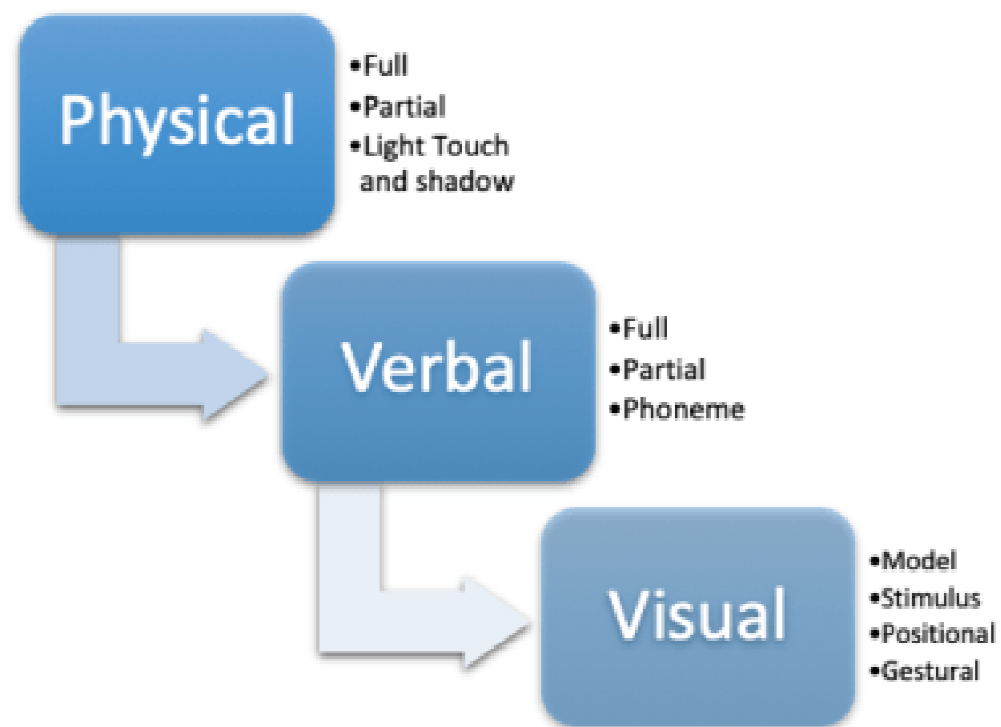 Physical
•Full
•Partial
•Light Touch
and shadow
Verbal
•Full
•Partial
•Phoneme
Visual
•Model
•Stimulus
•Positional
•Gestural